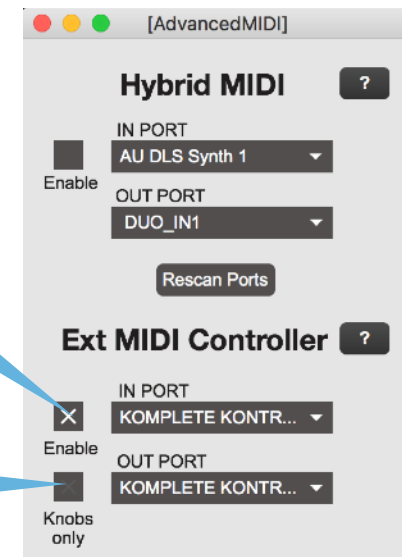 [AdvancedMIDI]
Hybrid MIDI ?
IN PORT
AU DLS Synth 1
Enable
OUT PORT
DUO_IN1
Rescan Ports
Ext MIDI Controller ?
IN PORT
KOMPLETE KONTR...
Enable
OUT PORT
KOMPLETE KONTR...
Knobs
only